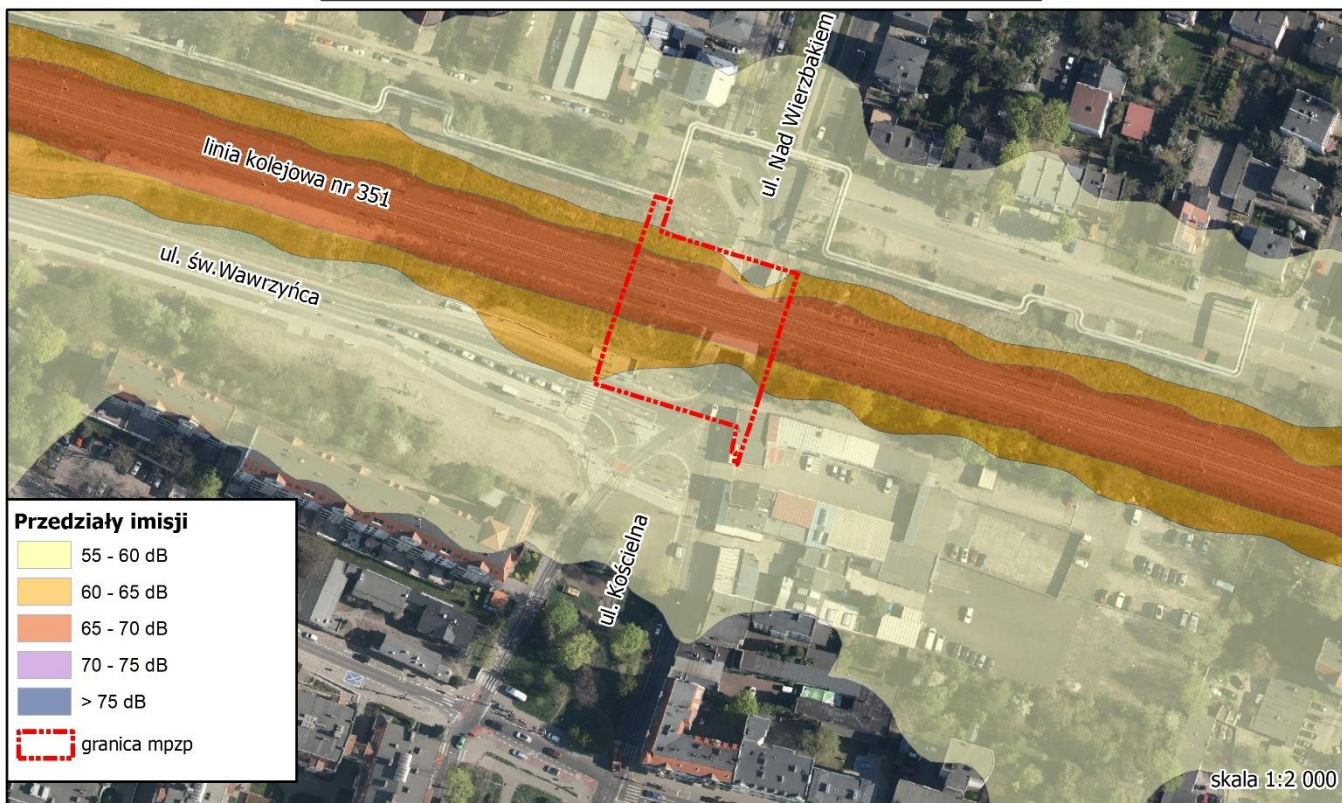 ul. Nad Wierzbakiem
linia kolejowa nr 351
ul. św.Wawrzyńca
ul. Kościelna
Przedziały imisji
55 - 60 dB
60 - 65 dB
65 - 70 dB
70 - 75 dB
> 75 dB
granica mpzp
skala 1:2 000